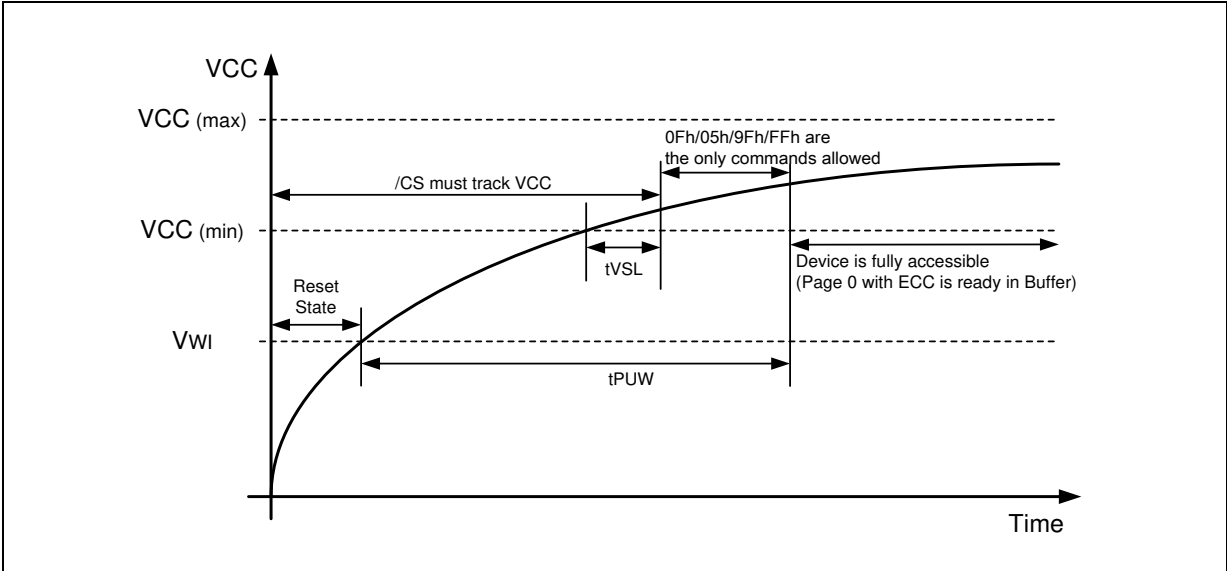 VCC
VCC (max)
0Fh/05h/9Fh/FFh are
the only commands allowed
/CS must track VCC
VCC (min)
tVSL
Device is fully accessible
(Page 0 with ECC is ready in Buffer)
Reset
State
VWI
tPUW
Time